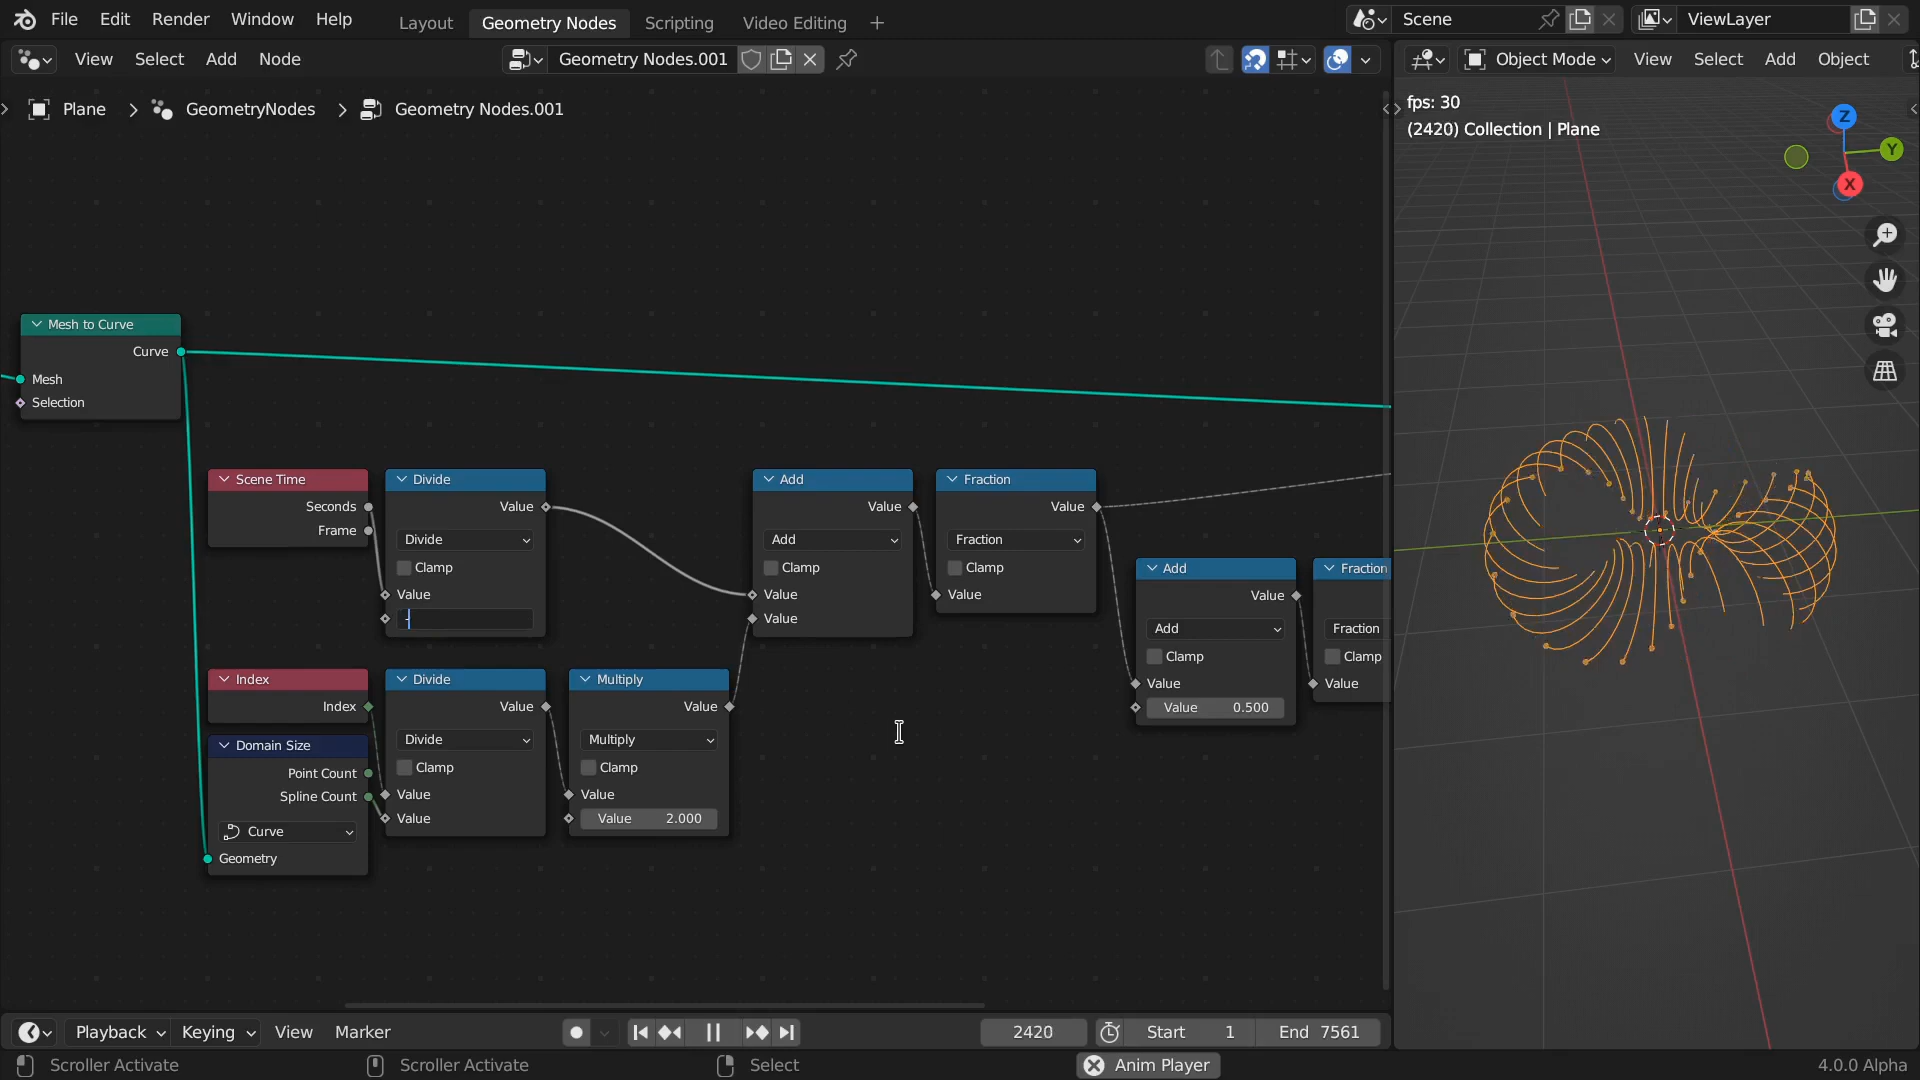 File Edit Render Window Help Layout Geometry Nodes Scripting Video Editing + Scene ViewLayer
View Select Add Node Geometry Nodes.001 Object Mode View Select Add Object
Plane > GeometryNodes > Geometry Nodes.001
fps: 30
(2420) Collection | Plane
Z
Y
X
Mesh to Curve
Curve
Mesh
Selection
Scene Time
Seconds
Frame
Divide
Value
Divide
Clamp
Value
-
Add
Value
Add
Clamp
Value
Value
Fraction
Value
Fraction
Clamp
Value
Add
Value
Add
Clamp
Value
Value 0.500
Fraction
Fraction
Clamp
Value
Index
Index
Domain Size
Point Count
Spline Count
Curve
Geometry
Divide
Value
Divide
Clamp
Value
Value
Multiply
Value
Multiply
Clamp
Value
Value 2.000
Playback Keying View Marker 2420 Start 1 End 7561
Scroller Activate Scroller Activate Select Anim Player 4.0.0 Alpha